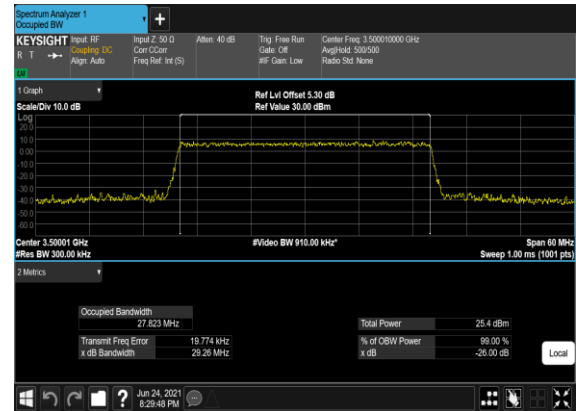 Spectrum Analyzer 1
Occupied BW
+
KEYSIGHT
R T
LXI
Input: RF
Coupling: DC
Align: Auto
Input Z: 50 Ω
Corr CCorr
Freq Ref: Int (S)
Atten: 40 dB
Trig: Free Run
Gate: Off
#IF Gain: Low
Center Freq: 3.500010000 GHz
Avg|Hold: 500/500
Radio Std: None
1 Graph
Scale/Div 10.0 dB
Ref Lvl Offset 5.30 dB
Ref Value 30.00 dBm
Log
20.0
10.0
0.00
-10.0
-20.0
-30.0
-40.0
-50.0
-60.0
Center 3.50001 GHz
#Res BW 300.00 kHz
#Video BW 910.00 kHz*
Span 60 MHz
Sweep 1.00 ms (1001 pts)
2 Metrics
Occupied Bandwidth
27.823 MHz
Transmit Freq Error 19.774 kHz
x dB Bandwidth 29.26 MHz
Total Power 25.4 dBm
% of OBW Power 99.00 %
x dB -26.00 dB
Local
?
Jun 24, 2021
8:29:48 PM